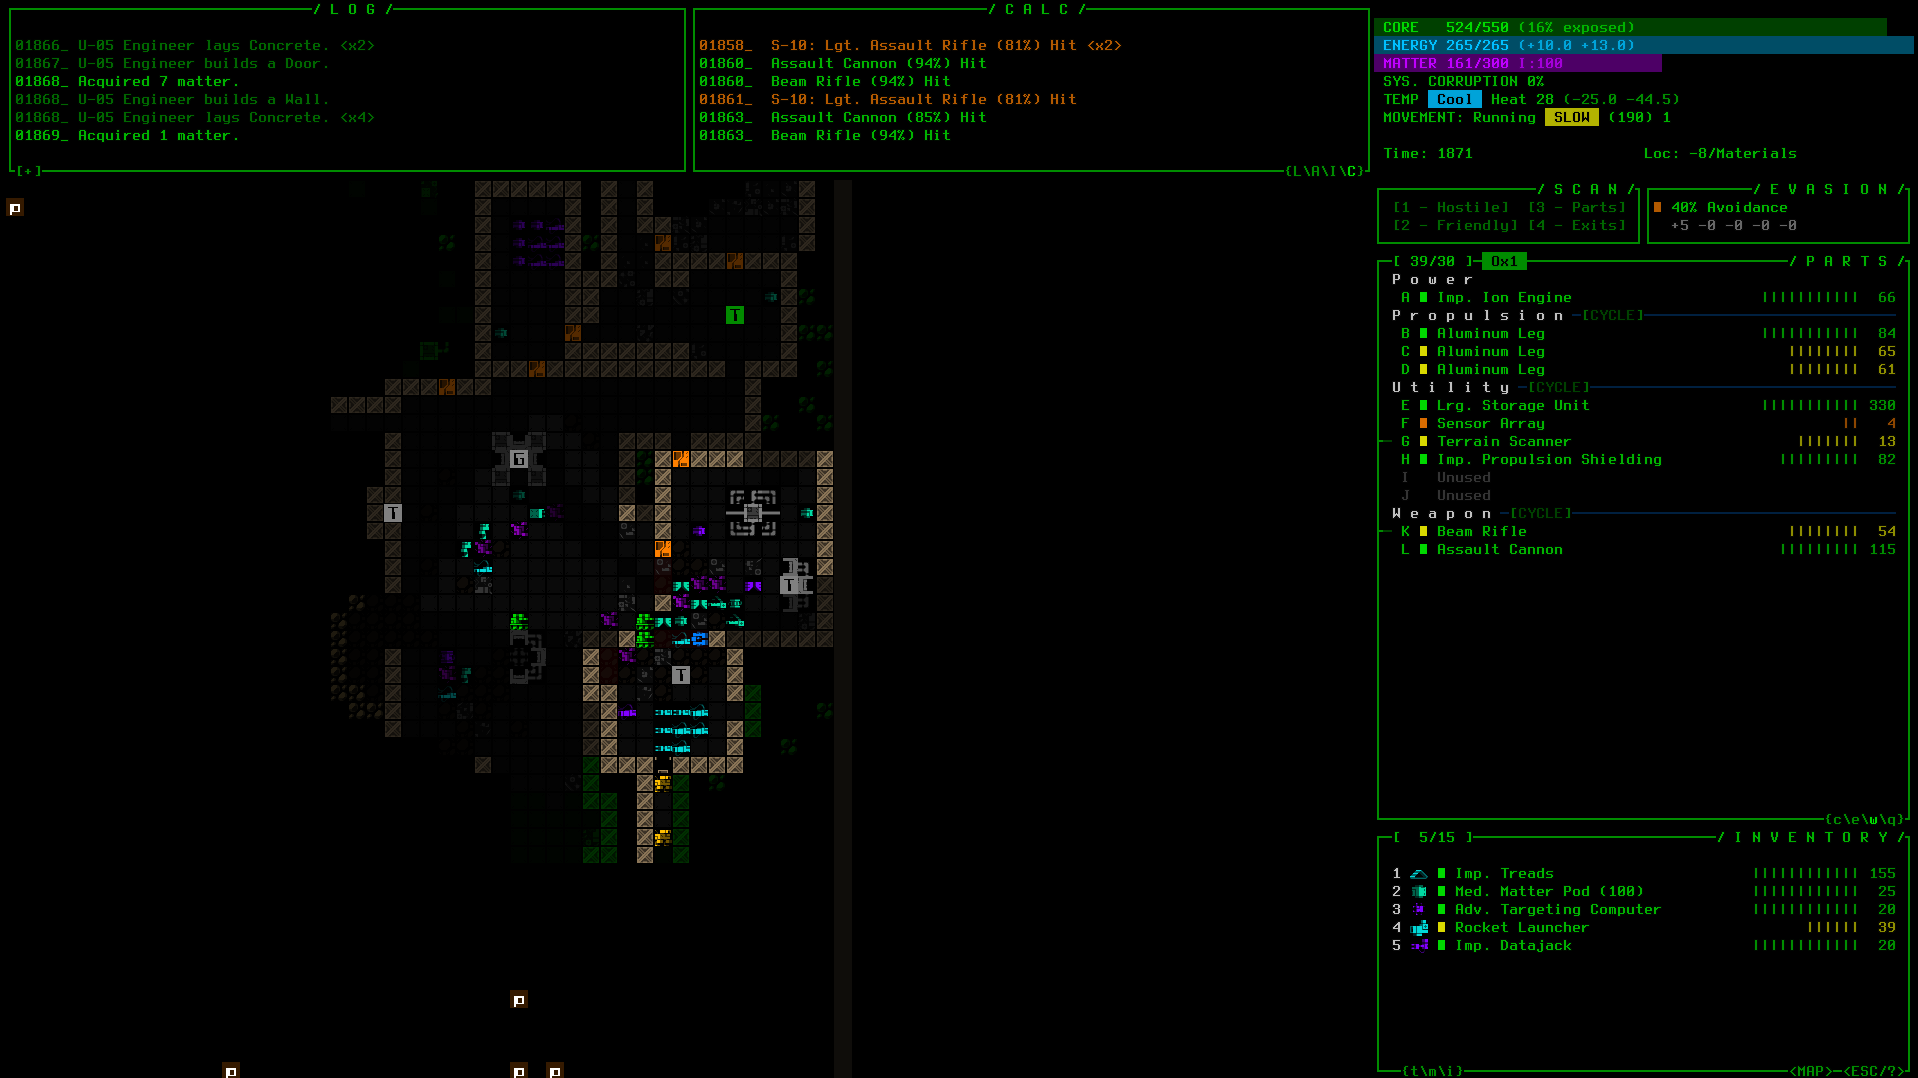 / L O G /
01866_ U-05 Engineer lays Concrete. <x2>
01867_ U-05 Engineer builds a Door.
01868_ Acquired 7 matter.
01868_ U-05 Engineer builds a Wall.
01868_ U-05 Engineer lays Concrete. <x4>
01869_ Acquired 1 matter.
[+]
/ C A L C /
01858_ S-10: Lgt. Assault Rifle (81%) Hit <x2>
01860_ Assault Cannon (94%) Hit
01860_ Beam Rifle (94%) Hit
01861_ S-10: Lgt. Assault Rifle (81%) Hit
01863_ Assault Cannon (85%) Hit
01863_ Beam Rifle (94%) Hit
{L\A\I\C}
CORE 524/550 (16% exposed)
ENERGY 265/265 (+10.0 +13.0)
MATTER 161/300 I:100
SYS. CORRUPTION 0%
TEMP Cool Heat 28 (-25.0 -44.5)
MOVEMENT: Running SLOW (190) 1
Time: 1871 Loc: -8/Materials
/ S C A N /
[1 - Hostile] [3 - Parts]
[2 - Friendly] [4 - Exits]
/ E V A S I O N /
40% Avoidance
+5 -0 -0 -0 -0
[ 39/30 ] 0x1 / P A R T S /
P o w e r
A Imp. Ion Engine 66
P r o p u l s i o n [CYCLE]
B Aluminum Leg 84
C Aluminum Leg 65
D Aluminum Leg 61
U t i l i t y [CYCLE]
E Lrg. Storage Unit 330
F Sensor Array 4
G Terrain Scanner 13
H Imp. Propulsion Shielding 82
I Unused
J Unused
W e a p o n [CYCLE]
K Beam Rifle 54
L Assault Cannon 115
{c\e\w\q}
[ 5/15 ] / I N V E N T O R Y /
1 Imp. Treads 155
2 Med. Matter Pod (100) 25
3 Adv. Targeting Computer 20
4 Rocket Launcher 39
5 Imp. Datajack 20
{t\m\i} <MAP> <ESC/?>
T
G
T
T
T